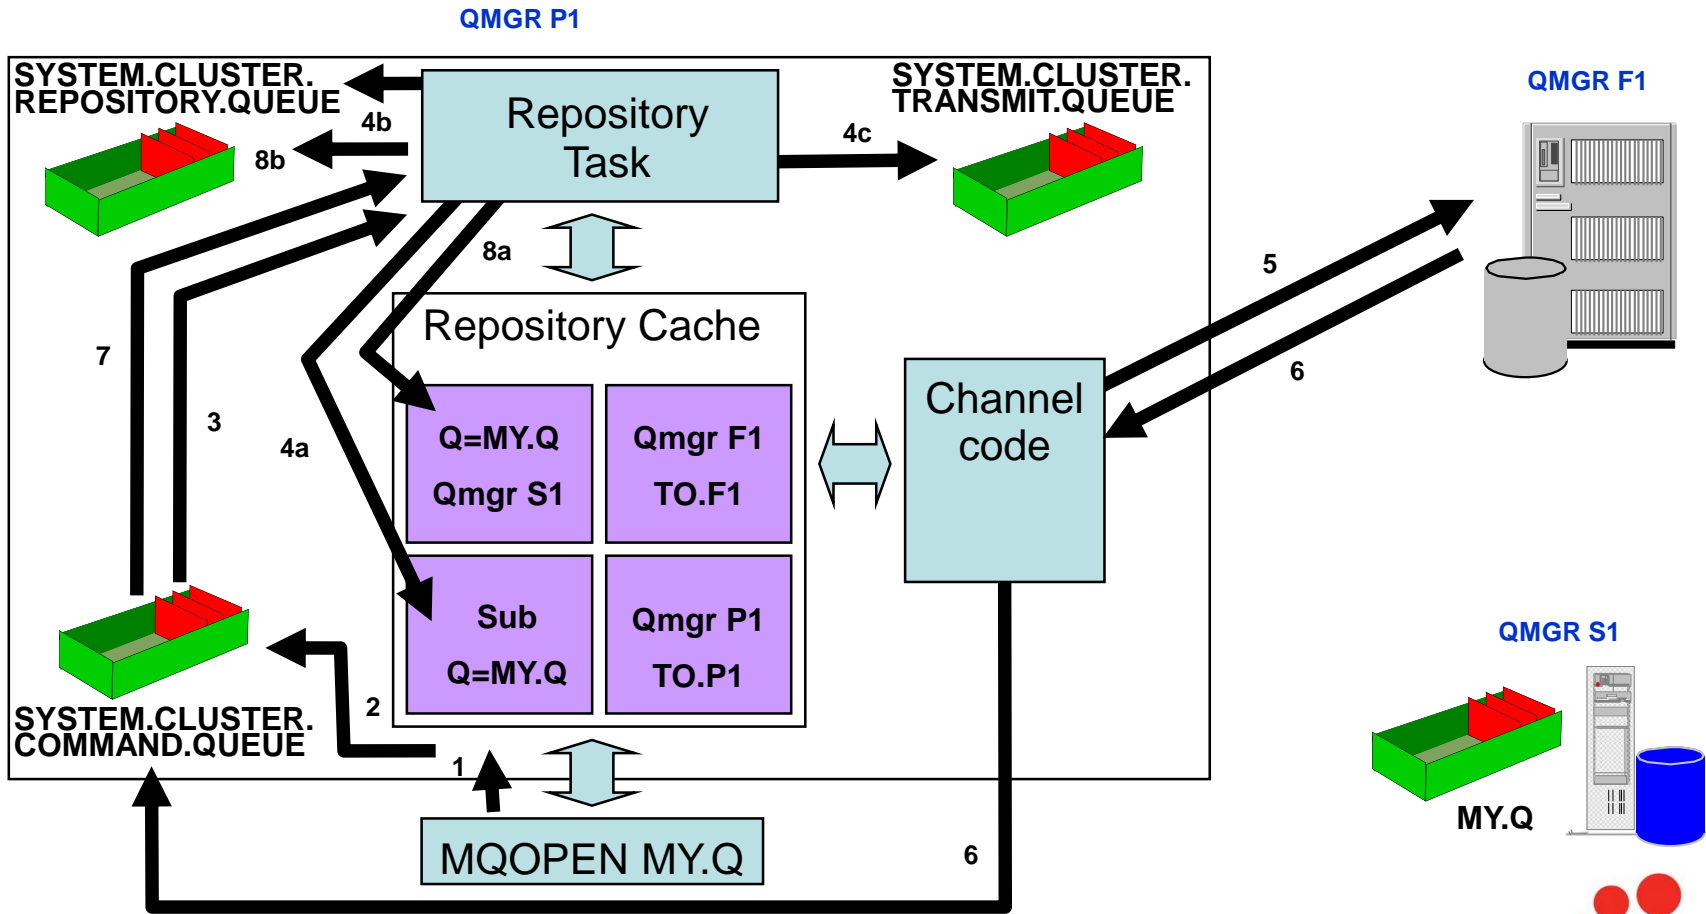 QMGR P1
SYSTEM.CLUSTER.
REPOSITORY.QUEUE
Repository
Task
SYSTEM.CLUSTER.
TRANSMIT.QUEUE
QMGR F1
4b
8b
4c
8a
5
6
Repository Cache
7
3
4a
Q=MY.Q
Qmgr S1
Qmgr F1
TO.F1
Channel
code
Sub
Q=MY.Q
Qmgr P1
TO.P1
QMGR S1
SYSTEM.CLUSTER.
COMMAND.QUEUE
2
1
MY.Q
MQOPEN MY.Q
6